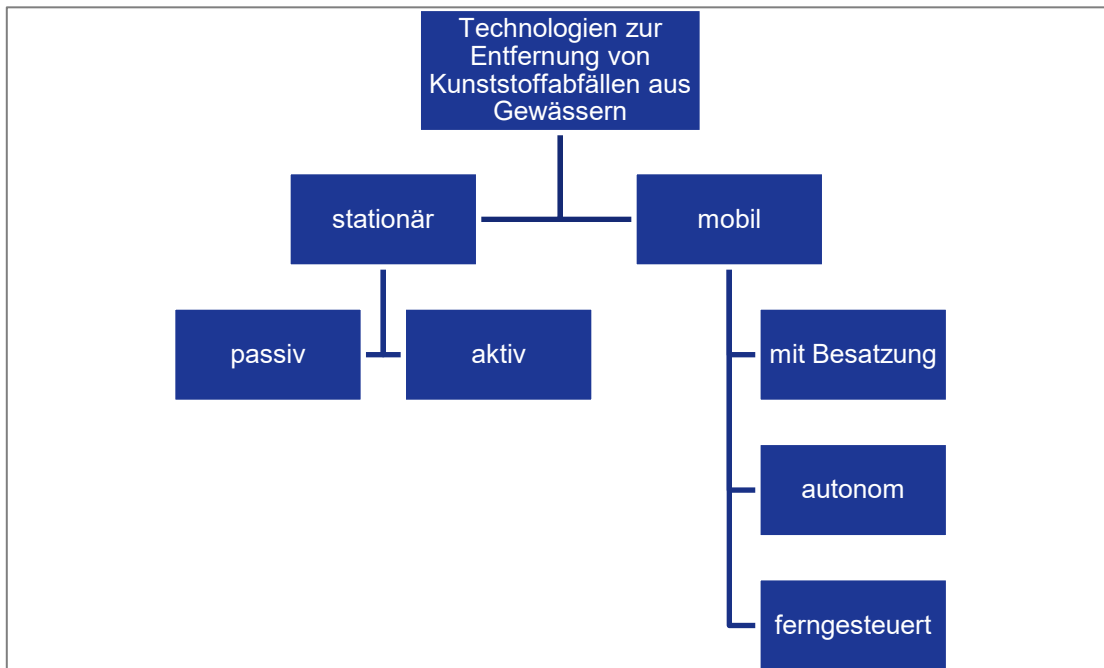 Technologien zur
Entfernung von
Kunststoffabfällen aus
Gewässern
stationär
mobil
passiv
aktiv
mit Besatzung
autonom
ferngesteuert